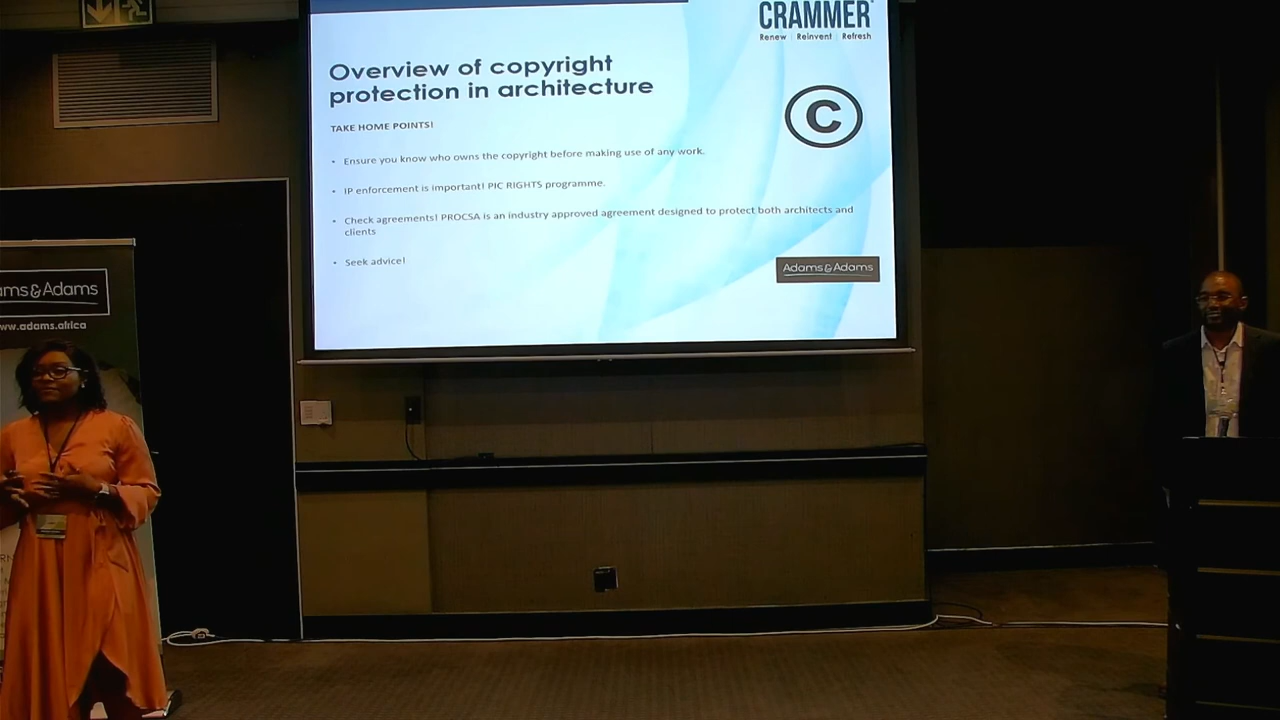 CRAMMER
Renew Reinvent Refresh
Overview of copyright
protection in architecture
©
TAKE HOME POINTS!
• Ensure you know who owns the copyright before making use of any work.
• IP enforcement is important! PIC RIGHTS programme.
• Check agreements! PROCSA is an industry approved agreement designed to protect both architects and
clients
• Seek advice!
Adams&Adams
ms&Adams
ww.adams.africa